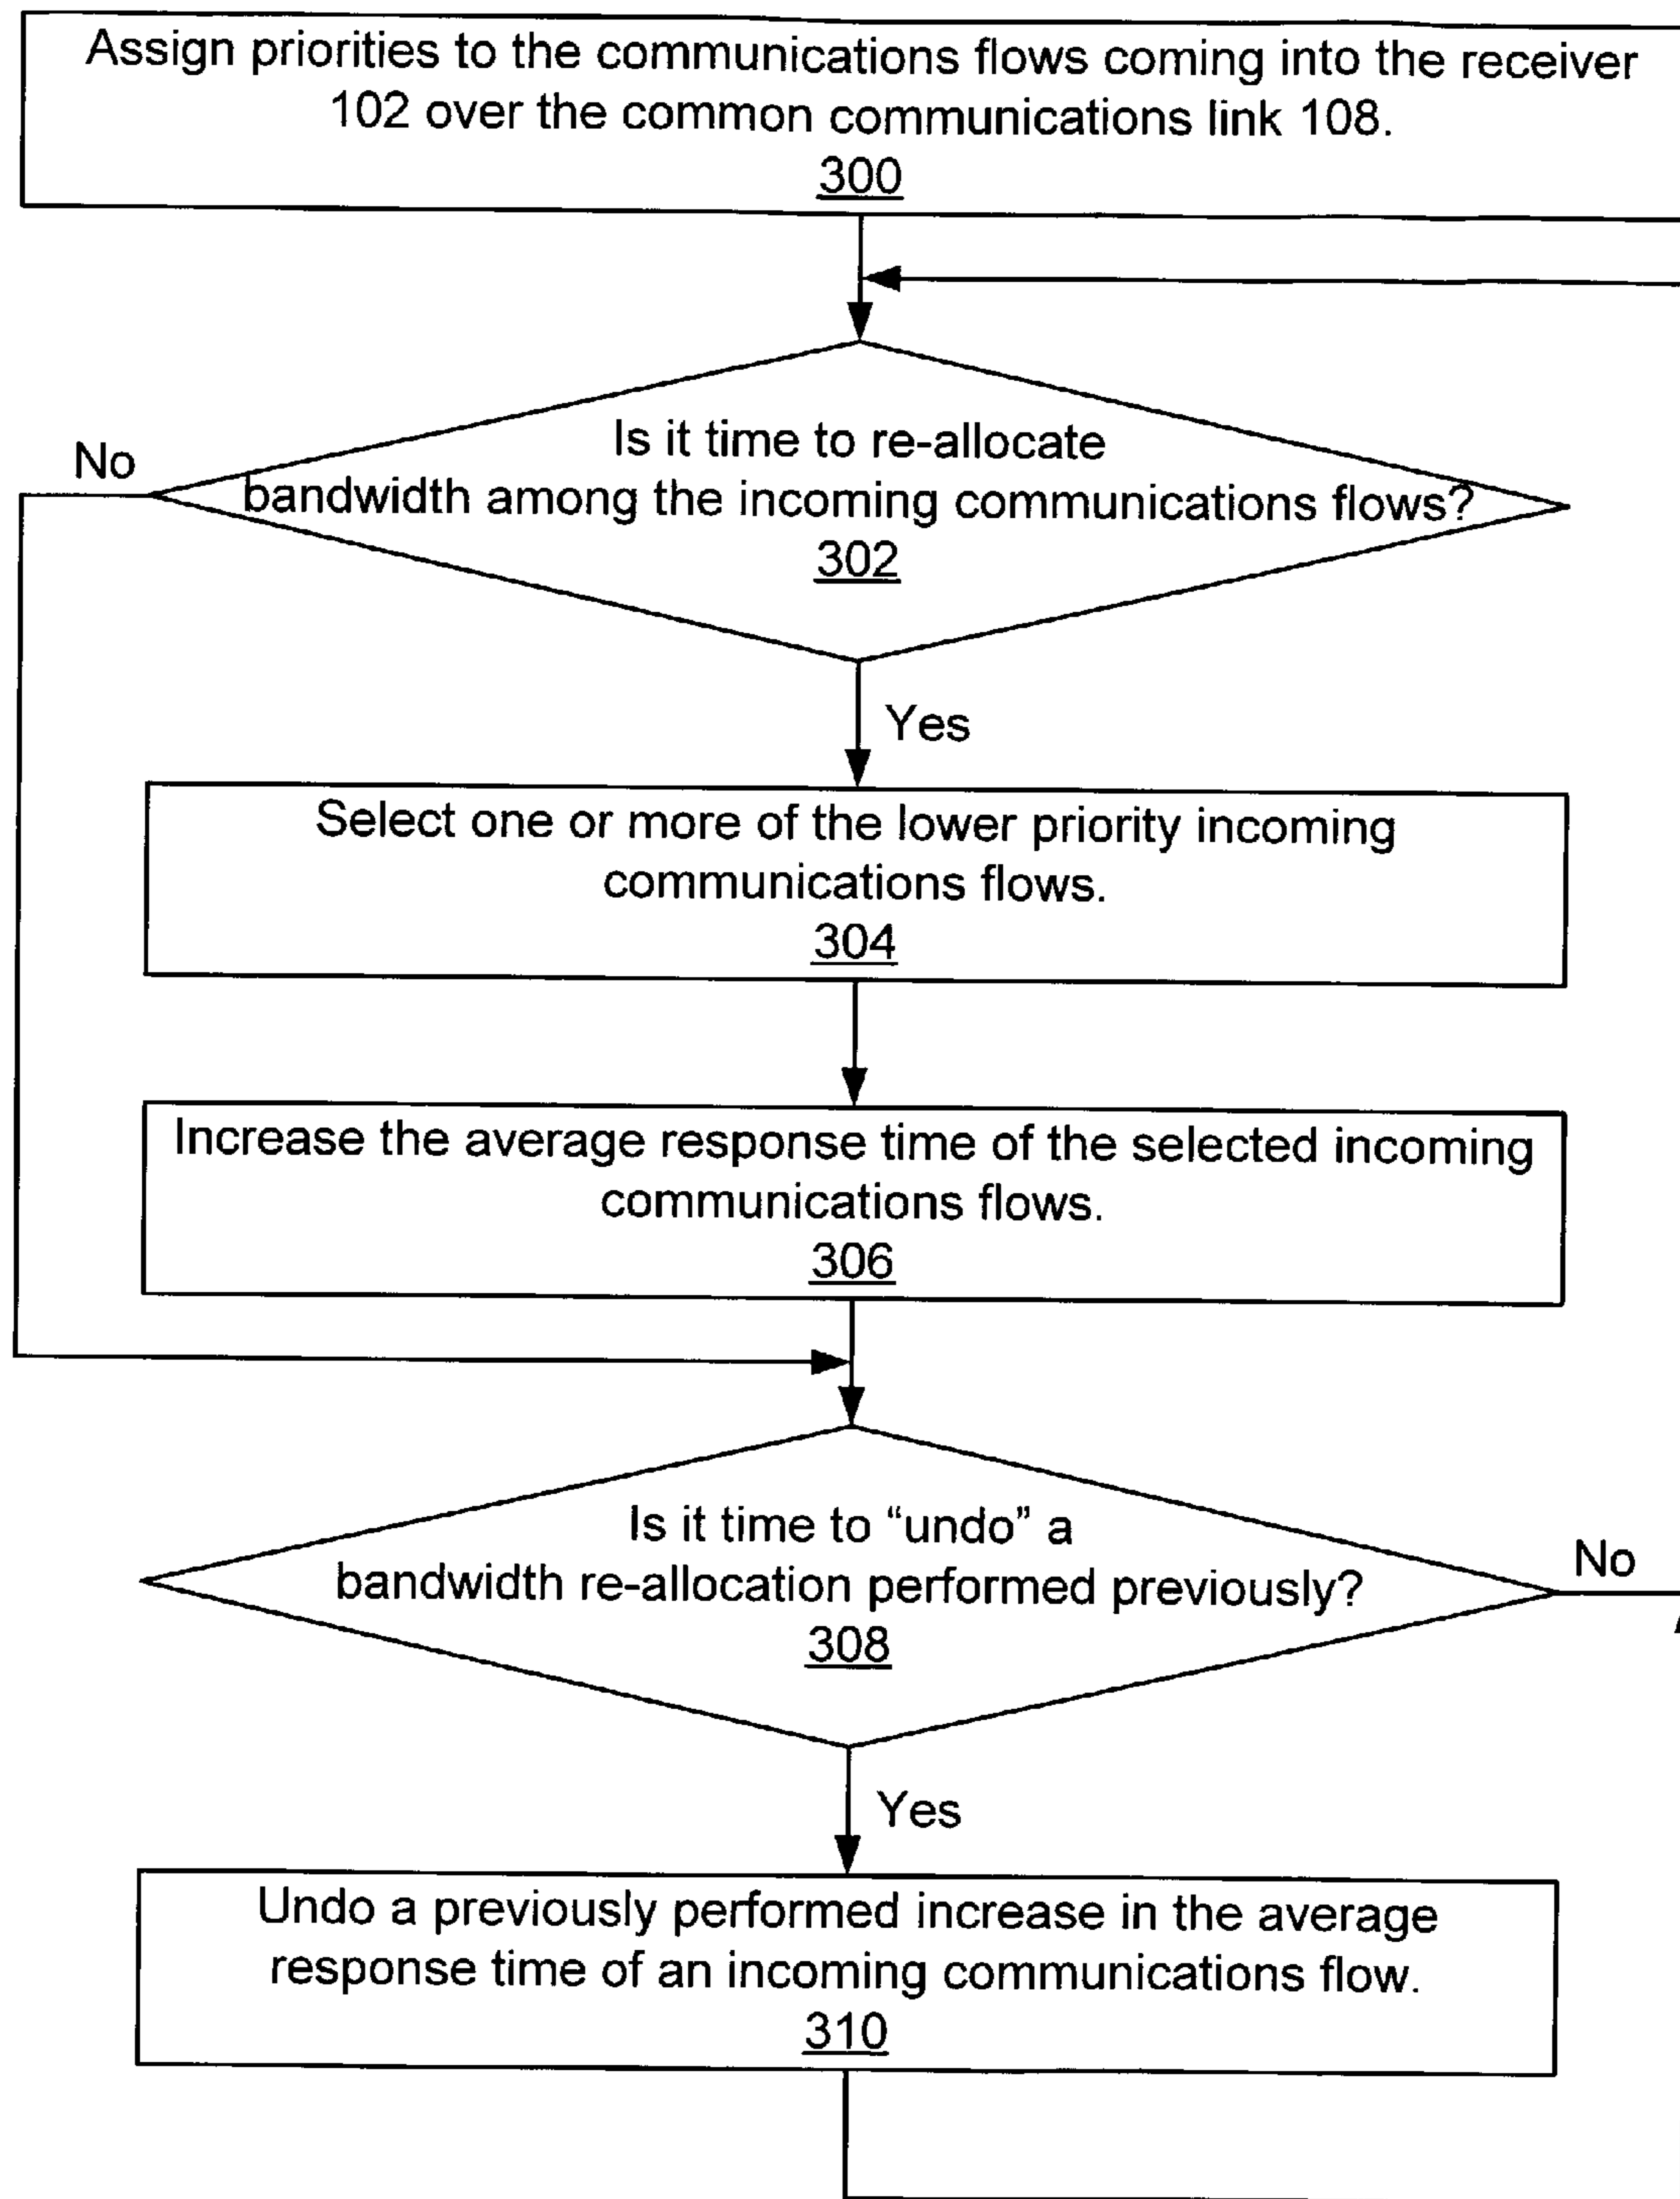 Assign priorities to the communications flows coming into the receiver
102 over the common communications link 108.
300
Is it time to re-allocate
bandwidth among the incoming communications flows?
302
No
Yes
Select one or more of the lower priority incoming
communications flows.
304
Increase the average response time of the selected incoming
communications flows.
306
Is it time to “undo” a
bandwidth re-allocation performed previously?
308
No
Yes
Undo a previously performed increase in the average
response time of an incoming communications flow.
310